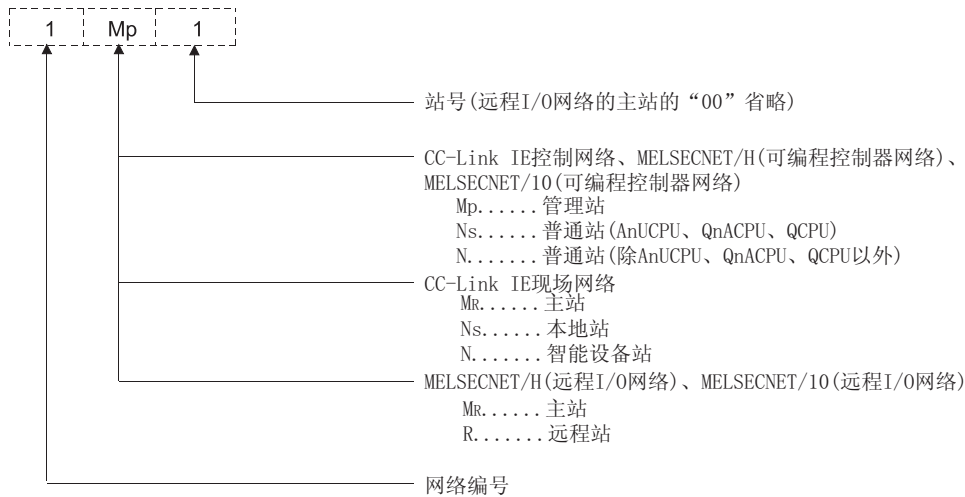 1 Mp 1
站号(远程I/O网络的主站的“00”省略)
CC-Link IE控制网络、MELSECNET/H(可编程控制器网络)、
MELSECNET/10(可编程控制器网络)
Mp......管理站
Ns......普通站(AnUCPU、QnACPU、QCPU)
N.......普通站(除AnUCPU、QnACPU、QCPU以外)
CC-Link IE现场网络
MR......主站
Ns......本地站
N.......智能设备站
MELSECNET/H(远程I/O网络)、MELSECNET/10(远程I/O网络)
MR......主站
R.......远程站
网络编号